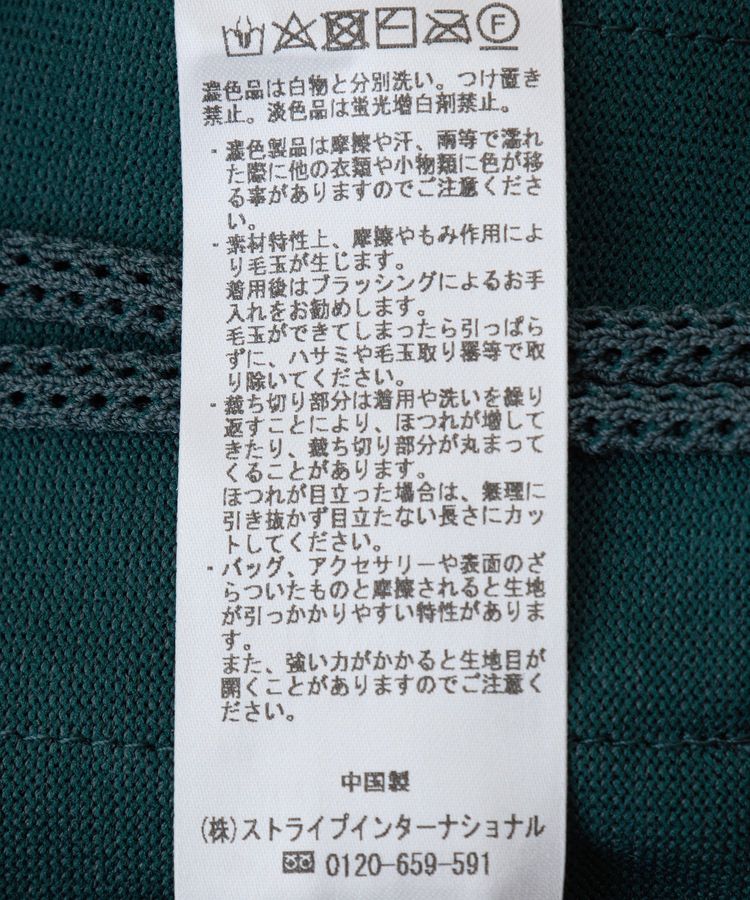 F
濃色品は白物と分別洗い。つけ置き
禁止。淡色品は蛍光増白剤禁止。
・濃色製品は摩擦や汗、雨等で濡れ
た際に他の衣類や小物類に色が移
る事がありますのでご注意くださ
い。
・素材特性上、摩擦やもみ作用によ
り毛玉が生じます。
着用後はブラッシングによるお手
入れをお勧めします。
毛玉ができてしまったら引っぱら
ずに、ハサミや毛玉取り器等で取
り除いてください。
・裁ち切り部分は着用や洗いを繰り
返すことにより、ほつれが増して
きたり、裁ち切り部分が丸まって
くることがあります。
ほつれが目立った場合は、無理に
引き抜かず目立たない長さにカッ
トしてください。
・バッグ、アクセサリーや表面のざ
らついたものと摩擦されると生地
が引っかかりやすい特性がありま
す。
また、強い力がかかると生地目が
開くことがありますのでご注意く
ださい。
中国製
(株)ストライプインターナショナル
0120-659-591